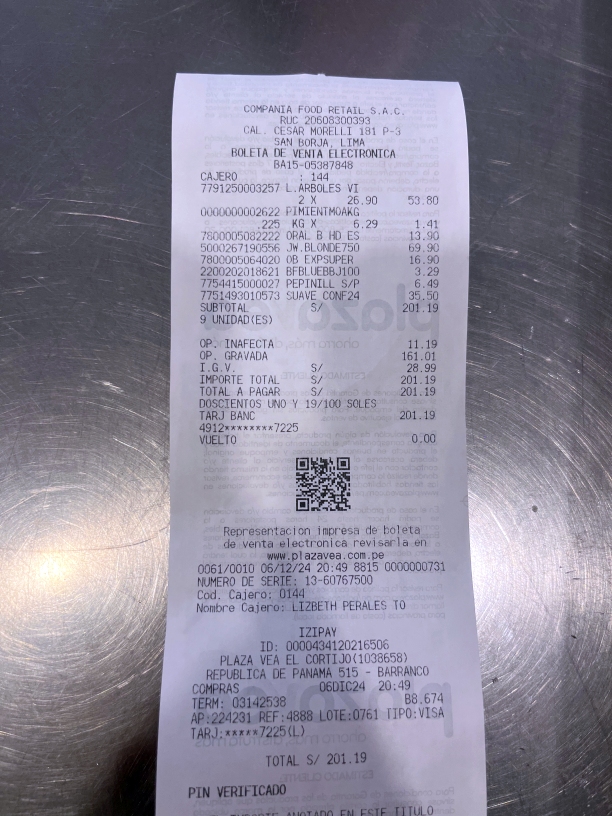 COMPANIA FOOD RETAIL S.A.C.
RUC 20608300393
CAL. CESAR MORELLI 181 P-3
SAN BORJA, LIMA
BOLETA DE VENTA ELECTRONICA
BA15-05387848
CAJERO : 144
7791250003257 L.ARBOLES VI
2 X 26.90 53.80
0000000002622 PIMIENTMOAKG
.225 KG X 6.29 1.41
7800005082222 ORAL B HD ES 13.90
5000267190556 JW.BLONDE750 69.90
7800005064020 OB EXPSUPER 16.90
2200202018621 BFBLUEBBJ100 3.29
7754415000027 PEPINILL S/P 6.49
7751493010573 SUAVE CONF24 35.50
SUBTOTAL S/ 201.19
9 UNIDAD(ES)
OP. INAFECTA 11.19
OP. GRAVADA 161.01
I.G.V. S/ 28.99
IMPORTE TOTAL S/ 201.19
TOTAL A PAGAR S/ 201.19
DOSCIENTOS UNO Y 19/100 SOLES
TARJ BANC 201.19
4912********7225
VUELTO 0.00
Representacion impresa de boleta
de venta electronica revisarla en
www.plazavea.com.pe
0061/0010 06/12/24 20:49 8815 0000000731
NUMERO DE SERIE: 13-60767500
Cod. Cajero: 0144
Nombre Cajero: LIZBETH PERALES TO
IZIPAY
ID: 0000434120216506
PLAZA VEA EL CORTIJO(1038658)
REPUBLICA DE PANAMA 515 - BARRANCO
COMPRAS 06DIC24 20:49
TERM: 03142538 B8.674
AP:224231 REF:4888 LOTE:0761 TIPO:VISA
TARJ:*****7225(L)
TOTAL S/ 201.19
PIN VERIFICADO
IMPORTE ANOTADO EN ESTE TITULO